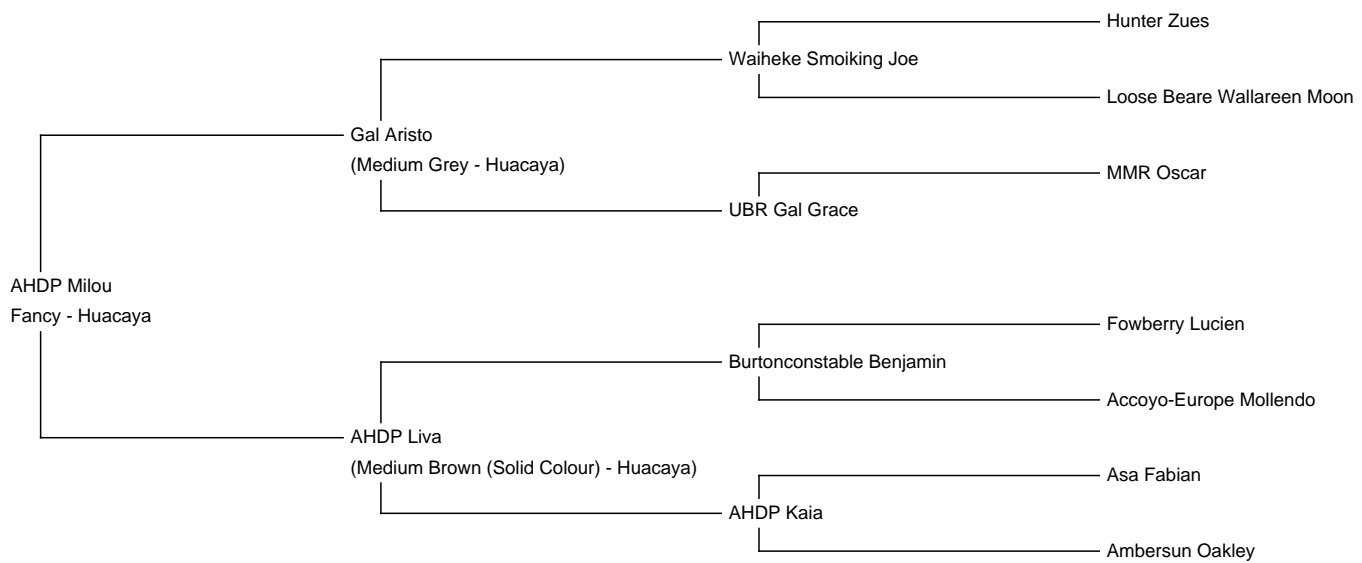 Hunter Zues
Waiheke Smoiking Joe
Loose Beare Wallareen Moon
Gal Aristo
(Medium Grey - Huacaya)
MMR Oscar
UBR Gal Grace
AHDP Milou
Fancy - Huacaya
Fowberry Lucien
Burtonconstable Benjamin
Accoyo-Europe Mollendo
AHDP Liva
(Medium Brown (Solid Colour) - Huacaya)
Asa Fabian
AHDP Kaia
Ambersun Oakley